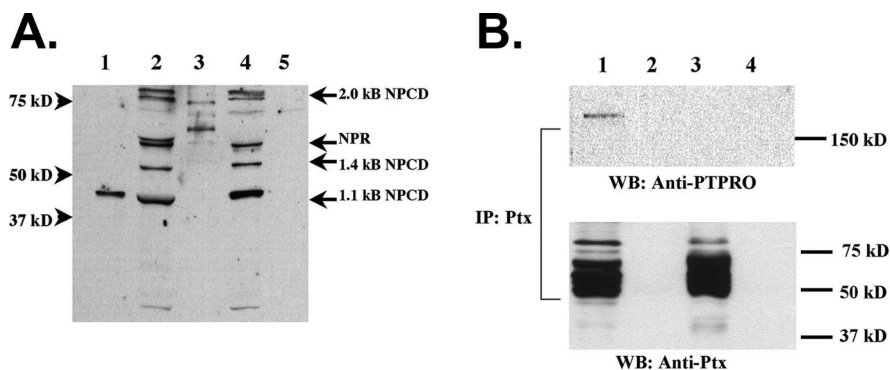 A.
1 2 3 4 5
75 kD
50 kD
37 kD
2.0 kB NPCD
NPR
1.4 kB NPCD
1.1 kB NPCD
B.
1 2 3 4
150 kD
WB: Anti-PTPRO
IP: Ptx
75 kD
50 kD
37 kD
WB: Anti-Ptx